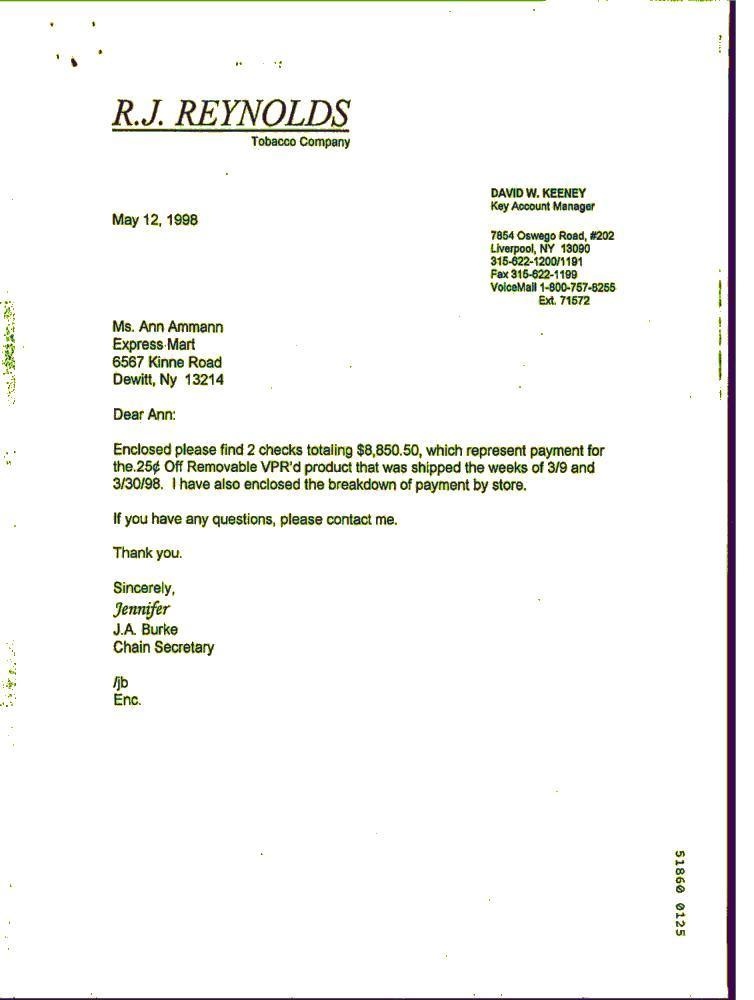 R.J. REYNOLDS
Tobacco Company
DAVID W. KEENEY
Key Account Manager
May 12, 1998
7854 Oswego Road, #202
Liverpool, NY 13090
315-622-1200/1191
Fax 315-622-1199
VoiceMail 1-800-757-8255
Ext. 71572
Ms. Ann Ammann
Express Mart
6567 Kinne Road
Dewitt, Ny 13214
Dear Ann:
Enclosed please find 2 checks totaling $8,850.50, which represent payment for
the.25¢ Off Removable VPR'd product that was shipped the weeks of 3/9 and
3/30/98. I have also enclosed the breakdown of payment by store.
If you have any questions, please contact me.
Thank you.
Sincerely,
Jennifer
J.A. Burke
Chain Secretary
/jb
Enc.
51860 0125